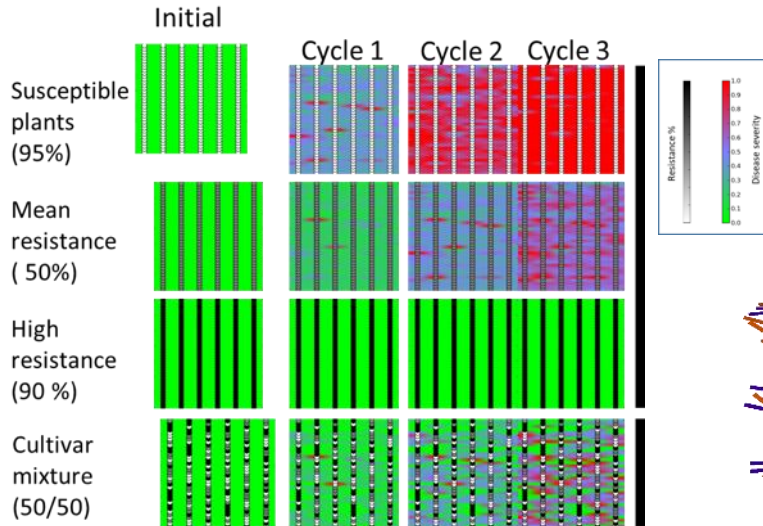 Initial
Cycle 1
Cycle 2
Cycle 3
Susceptible
plants
(95%)
Mean
resistance
( 50%)
High
resistance
(90 %)
Cultivar
mixture
(50/50)
Resistance %
1.0
0.9
0.8
0.7
0.6
0.5
0.4
0.3
0.2
0.1
0.0
Disease severity